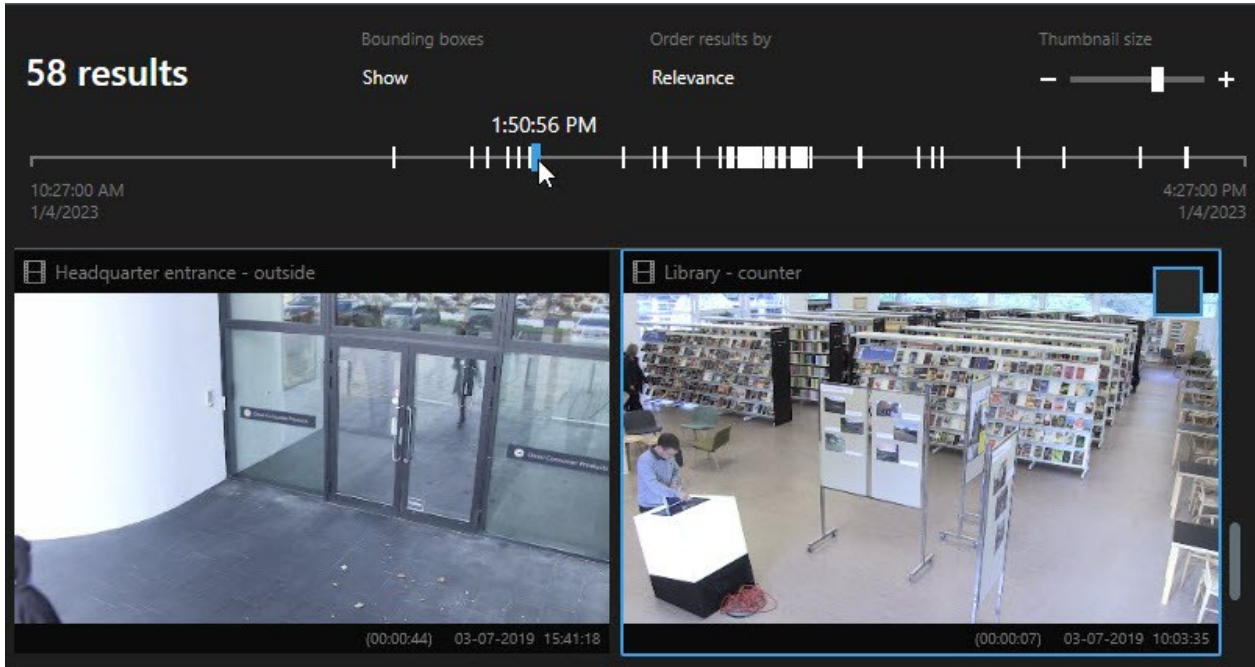 Bounding boxes
Order results by
Thumbnail size
58 results
Show
Relevance
1:50:56 PM
10:27:00 AM
1/4/2023
4:27:00 PM
1/4/2023
Headquarter entrance - outside
Library - counter
(00:00:44) 03-07-2019 15:41:18
(00:00:07) 03-07-2019 10:03:35